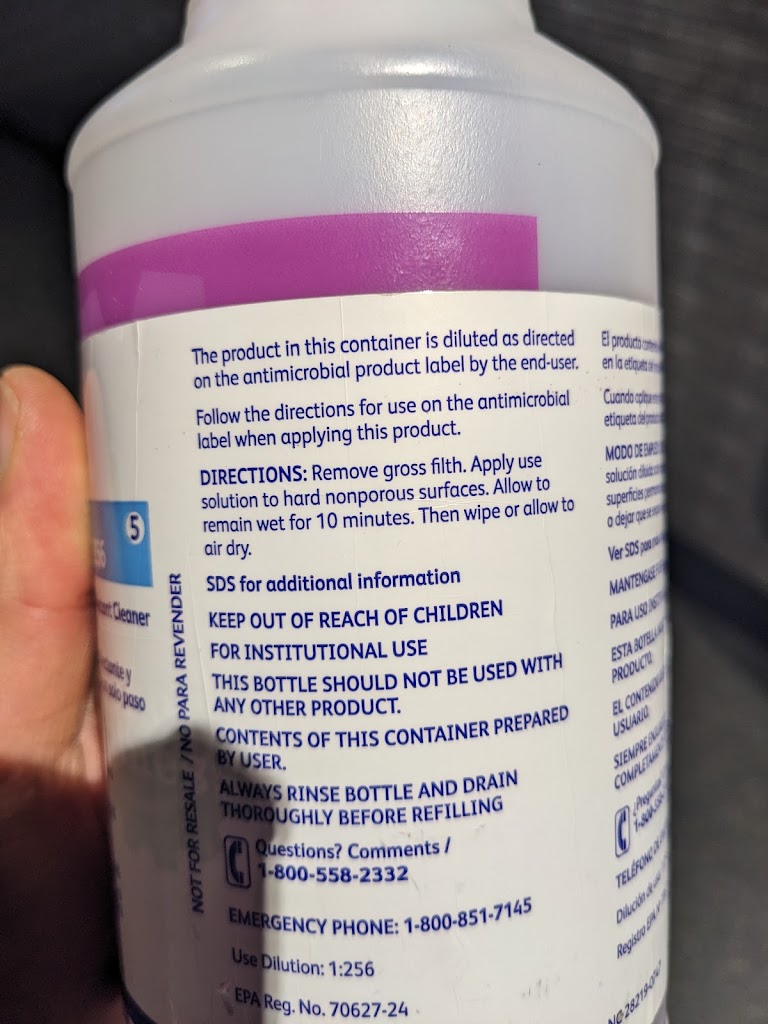 The product in this container is diluted as directed
on the antimicrobial product label by the end-user.
Follow the directions for use on the antimicrobial
label when applying this product.
DIRECTIONS: Remove gross filth. Apply use
solution to hard nonporous surfaces. Allow to
remain wet for 10 minutes. Then wipe or allow to
air dry.
SDS for additional information
KEEP OUT OF REACH OF CHILDREN
FOR INSTITUTIONAL USE
THIS BOTTLE SHOULD NOT BE USED WITH
ANY OTHER PRODUCT.
CONTENTS OF THIS CONTAINER PREPARED
BY USER.
ALWAYS RINSE BOTTLE AND DRAIN
THOROUGHLY BEFORE REFILLING
Questions? Comments /
1-800-558-2332
EMERGENCY PHONE: 1-800-851-7145
Use Dilution: 1:256
EPA Reg. No. 70627-24
NOT FOR RESALE / NO PARA REVENDER
5
Cleaner
y
paso
El producto
en la etiqueta
Cuando
etiqueta del
MODO DE
solución
superficies
a dejar que se
Ver SDS para
MANTENGASE
PARA USO
ESTA BOTELLA
PRODUCTO.
EL
USUARIO.
SIEMPRE
TELÉFONO DE
Dilución de
Registro EPA